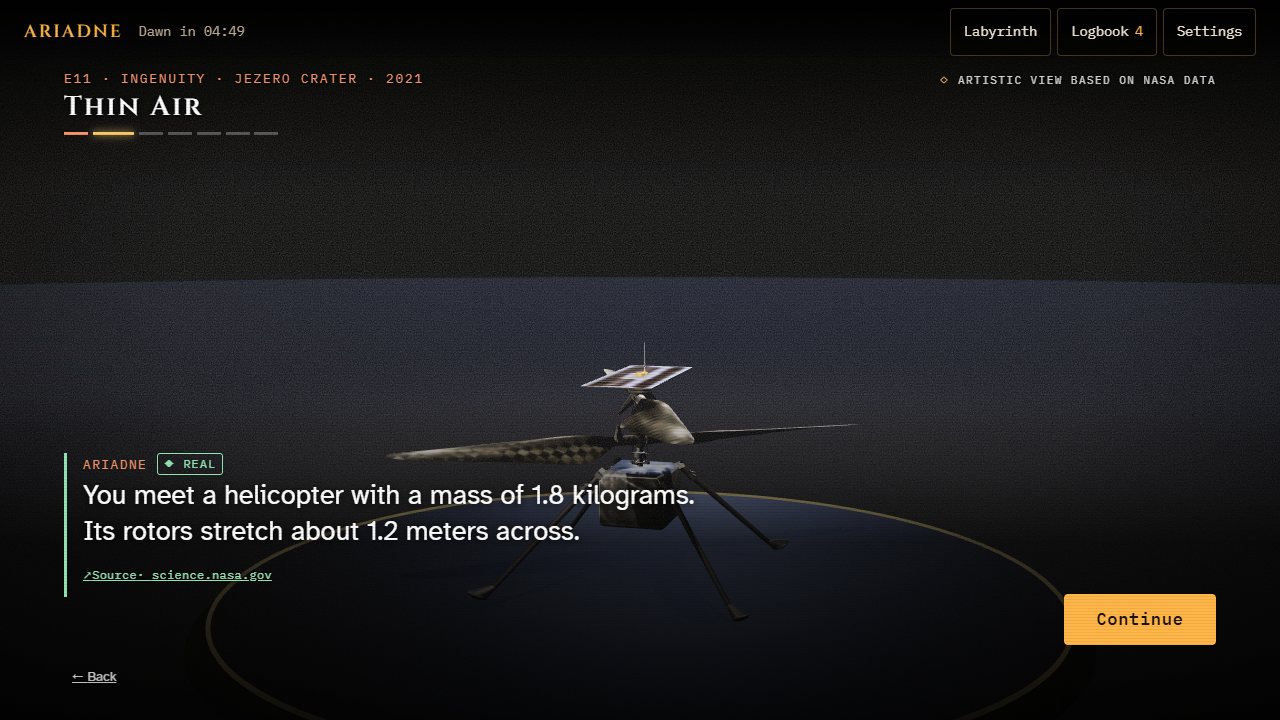 ARIADNE
Dawn in 04:49
Labyrinth
Logbook 4
Settings
E11 · INGENUITY · JEZERO CRATER · 2021
Thin Air
◇ ARTISTIC VIEW BASED ON NASA DATA
ARIADNE ◆ REAL
You meet a helicopter with a mass of 1.8 kilograms.
Its rotors stretch about 1.2 meters across.
↗Source· science.nasa.gov
Continue
← Back